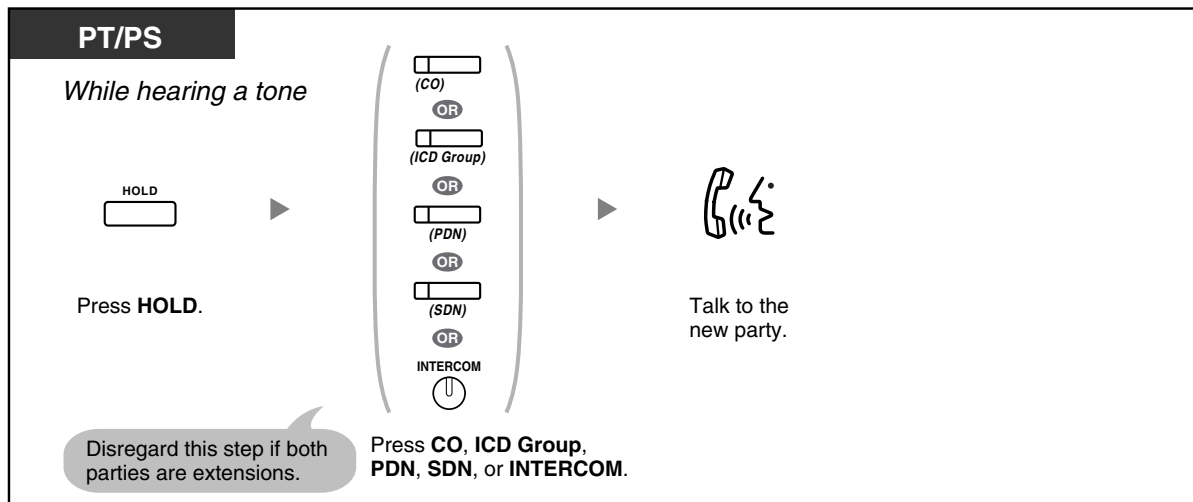 PT/PS
While hearing a tone
HOLD
Press HOLD.
(CO)
OR
(ICD Group)
OR
(PDN)
OR
(SDN)
OR
INTERCOM
Disregard this step if both
parties are extensions.
Press CO, ICD Group,
PDN, SDN, or INTERCOM.
Talk to the
new party.